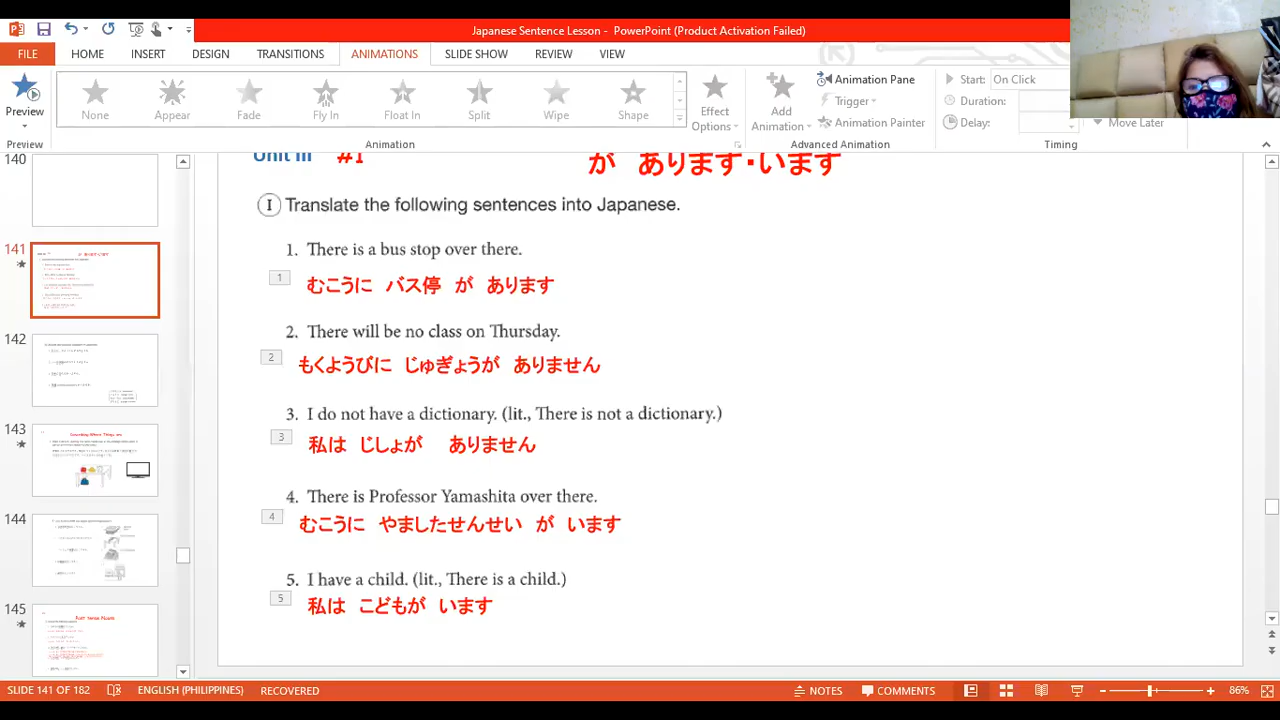 Japanese Sentence Lesson - PowerPoint (Product Activation Failed)
FILE HOME INSERT DESIGN TRANSITIONS ANIMATIONS SLIDE SHOW REVIEW VIEW
Preview
None Appear Fade Fly In Float In Split Wipe Shape
Effect Options
Add Animation
Animation Pane
Trigger
Animation Painter
Start: On Click
Duration:
Delay:
Move Later
Preview Animation Advanced Animation Timing
140
141
142
143
144
145
Unit III #1 が あります・います
I Translate the following sentences into Japanese.
1. There is a bus stop over there.
1 むこうに バス停 が あります
2. There will be no class on Thursday.
2 もくようびに じゅぎょうが ありません
3. I do not have a dictionary. (lit., There is not a dictionary.)
3 私は じしょが ありません
4. There is Professor Yamashita over there.
4 むこうに やましたせんせい が います
5. I have a child. (lit., There is a child.)
5 私は こどもが います
SLIDE 141 OF 182 ENGLISH (PHILIPPINES) RECOVERED NOTES COMMENTS 86%